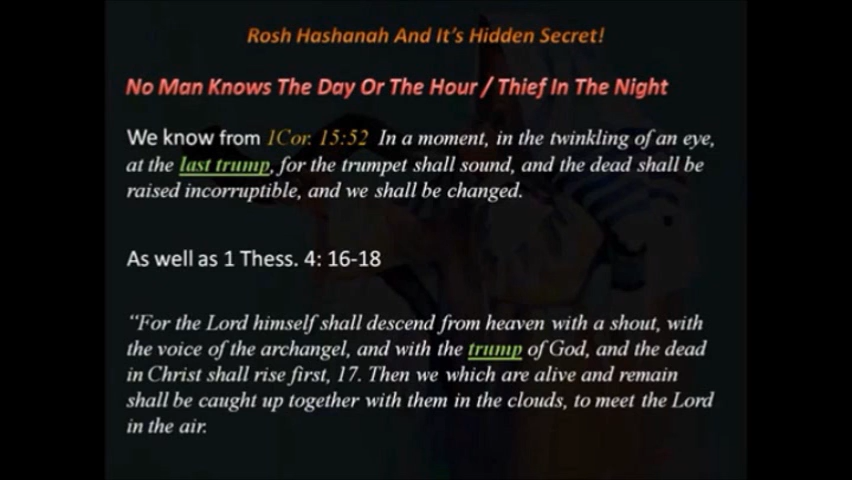 Rosh Hashanah And It's Hidden Secret!
No Man Knows The Day Or The Hour / Thief In The Night
We know from 1Cor. 15:52 In a moment, in the twinkling of an eye,
at the last trump, for the trumpet shall sound, and the dead shall be
raised incorruptible, and we shall be changed.
As well as 1 Thess. 4: 16-18
“For the Lord himself shall descend from heaven with a shout, with
the voice of the archangel, and with the trump of God, and the dead
in Christ shall rise first, 17. Then we which are alive and remain
shall be caught up together with them in the clouds, to meet the Lord
in the air.